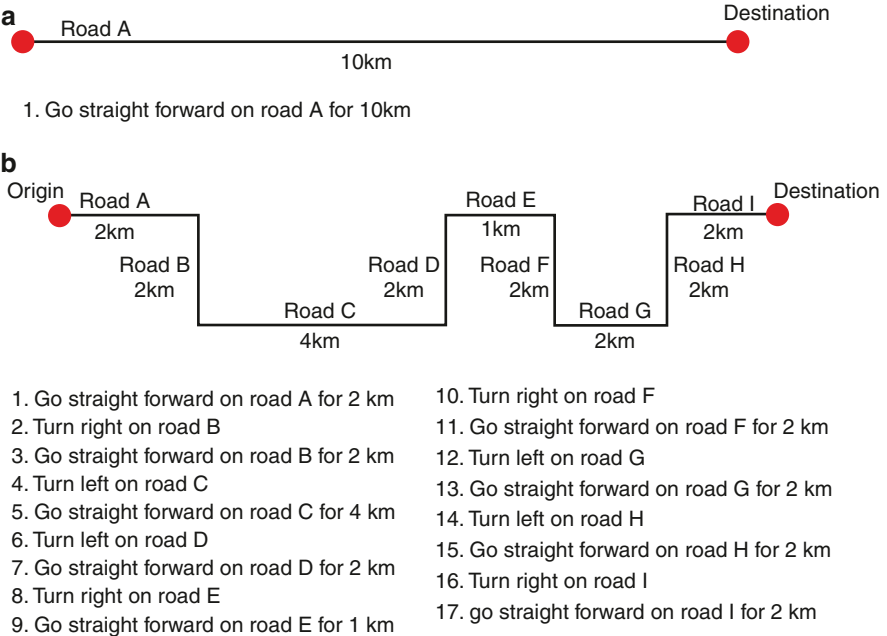 a
Road A
Destination
10km
1. Go straight forward on road A for 10km
b
Origin
Road A
2km
Road B
2km
Road C
4km
Road D
2km
Road E
1km
Road F
2km
Road G
2km
Road H
2km
Road I
2km
Destination
1. Go straight forward on road A for 2 km
2. Turn right on road B
3. Go straight forward on road B for 2 km
4. Turn left on road C
5. Go straight forward on road C for 4 km
6. Turn left on road D
7. Go straight forward on road D for 2 km
8. Turn right on road E
9. Go straight forward on road E for 1 km
10. Turn right on road F
11. Go straight forward on road F for 2 km
12. Turn left on road G
13. Go straight forward on road G for 2 km
14. Turn left on road H
15. Go straight forward on road H for 2 km
16. Turn right on road I
17. go straight forward on road I for 2 km